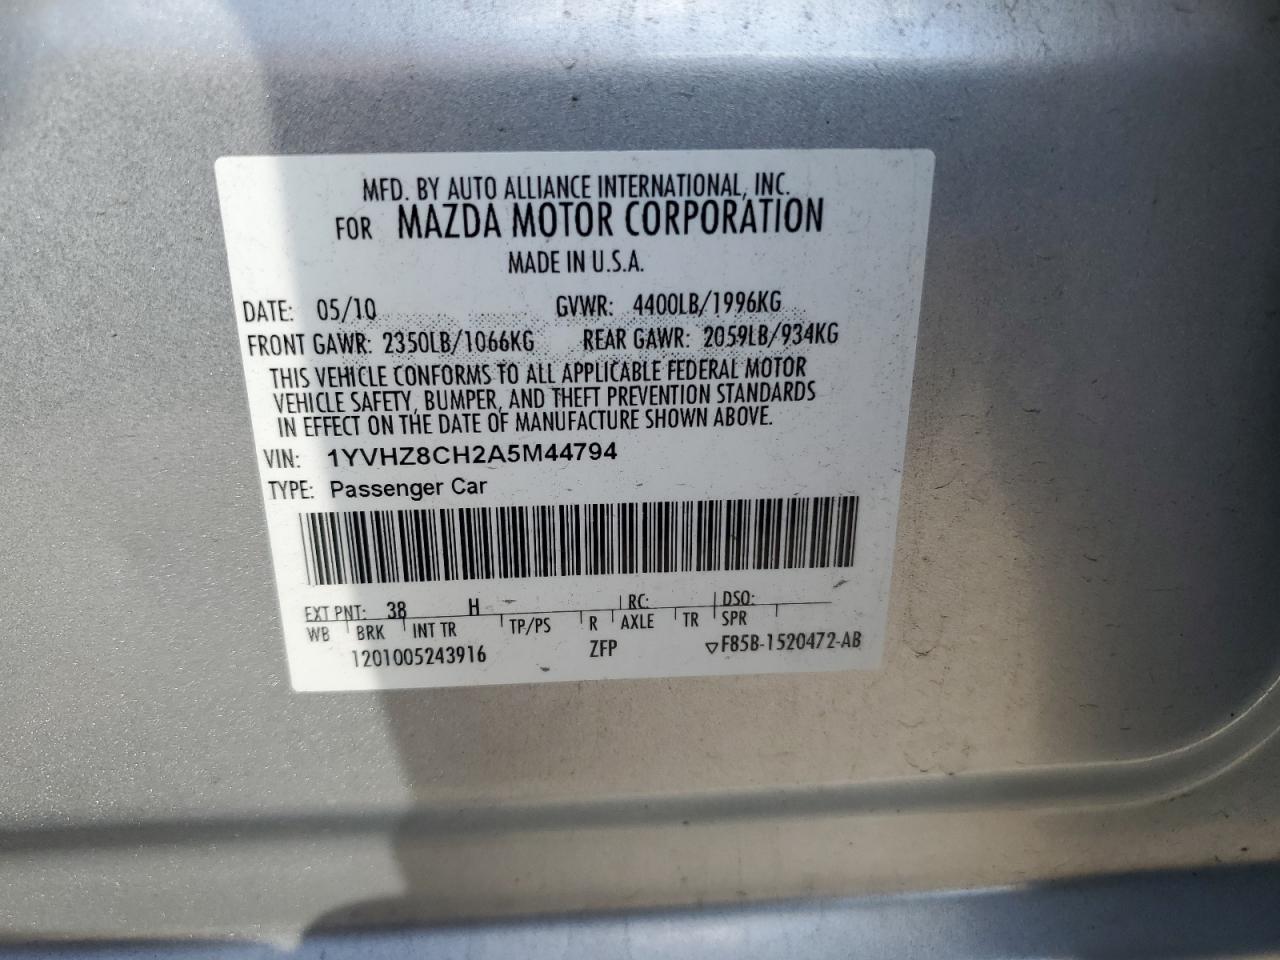 MFD. BY AUTO ALLIANCE INTERNATIONAL, INC.
FOR MAZDA MOTOR CORPORATION
MADE IN U.S.A.
DATE: 05/10 GVWR: 4400LB/1996KG
FRONT GAWR: 2350LB/1066KG REAR GAWR: 2059LB/934KG
THIS VEHICLE CONFORMS TO ALL APPLICABLE FEDERAL MOTOR
VEHICLE SAFETY, BUMPER, AND THEFT PREVENTION STANDARDS
IN EFFECT ON THE DATE OF MANUFACTURE SHOWN ABOVE.
VIN: 1YVHZ8CH2A5M44794
TYPE: Passenger Car
EXT PNT: 38 H RC: DSO:
WB BRK INT TR TP/PS R AXLE TR SPR
1201005243916 ZFP ▽F85B-1520472-AB